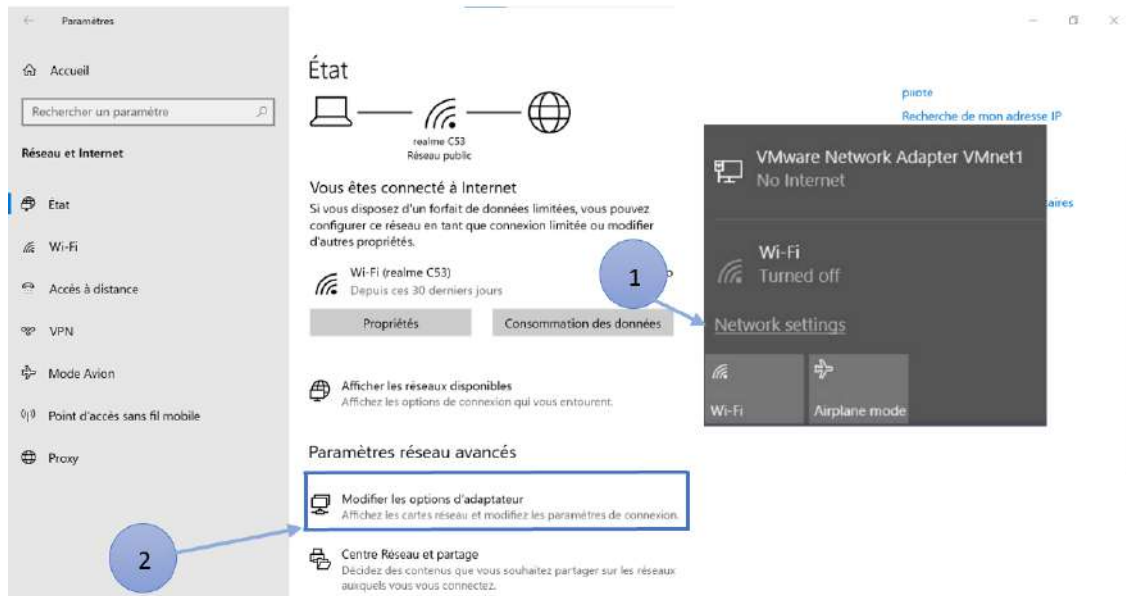 Paramètres
Accueil
Rechercher un paramètre
Réseau et Internet
État
Wi-Fi
Accès à distance
VPN
Mode Avion
Point d'accès sans fil mobile
Proxy
État
realme C53
Réseau public
Vous êtes connecté à Internet
Si vous disposez d'un forfait de données limitées, vous pouvez
configurer ce réseau en tant que connexion limitée ou modifier
d'autres propriétés.
Wi-Fi (realme C53)
Depuis ces 30 derniers jours
Propriétés
Consommation des données
Afficher les réseaux disponibles
Affichez les options de connexion qui vous entourent.
Paramètres réseau avancés
Modifier les options d'adaptateur
Affichez les cartes réseau et modifiez les paramètres de connexion.
Centre Réseau et partage
Décidez des contenus que vous souhaitez partager sur les réseaux
auxquels vous vous connectez.
1
2
Recherche de mon adresse IP
VMware Network Adapter VMnet1
No Internet
Wi-Fi
Turned off
Network settings
Wi-Fi
Airplane mode